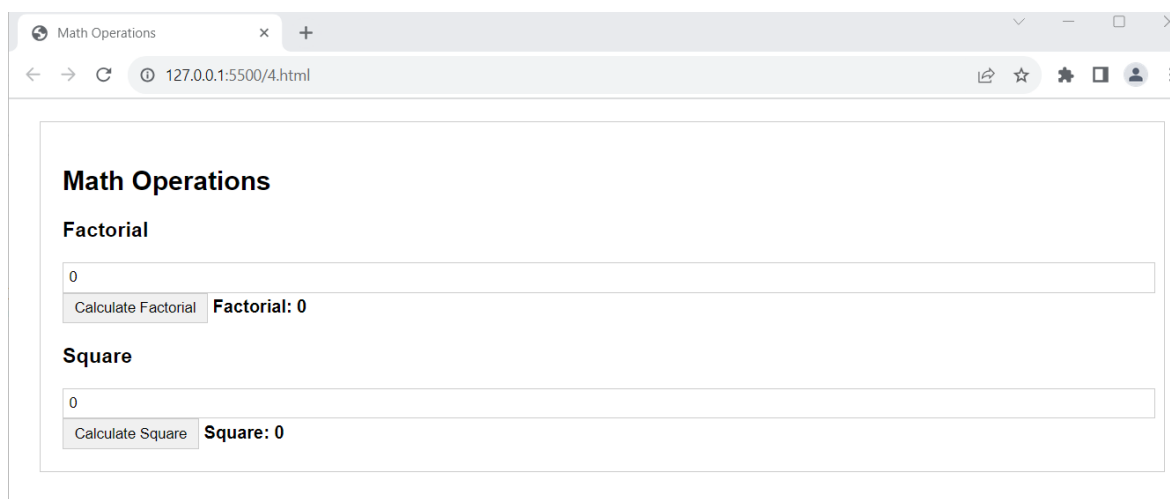 Math Operations
127.0.0.1:5500/4.html
Math Operations
Factorial
0
Calculate Factorial Factorial: 0
Square
0
Calculate Square Square: 0